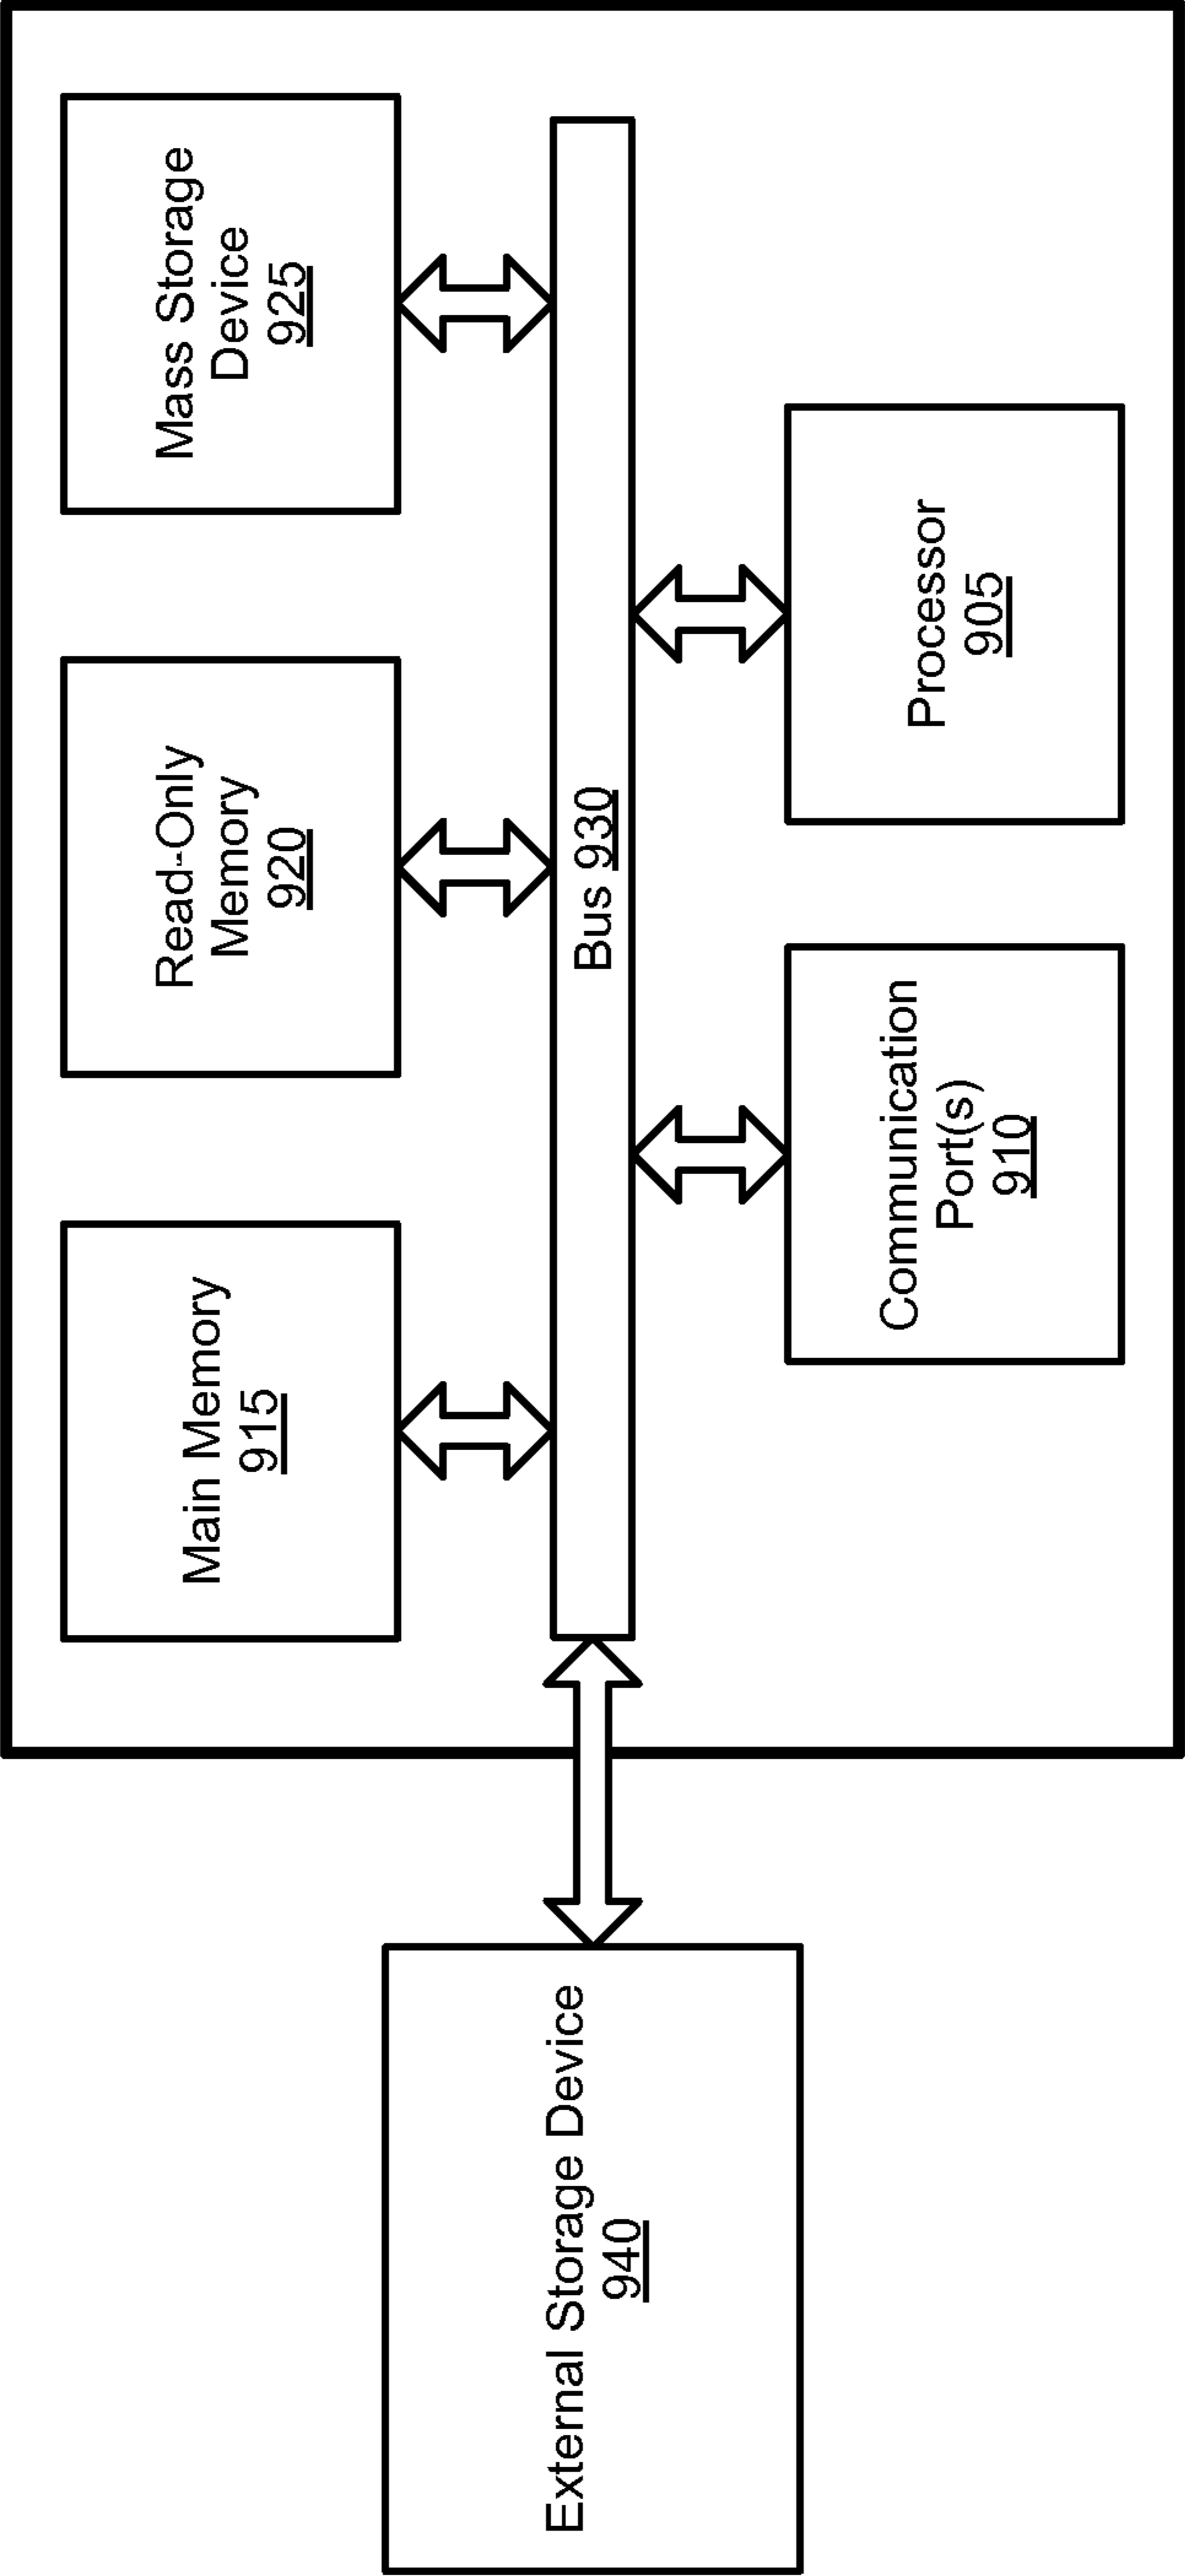 Main Memory
915
Read-Only
Memory
920
Mass Storage
Device
925
External Storage Device
940
Bus 930
Communication
Port(s)
910
Processor
905